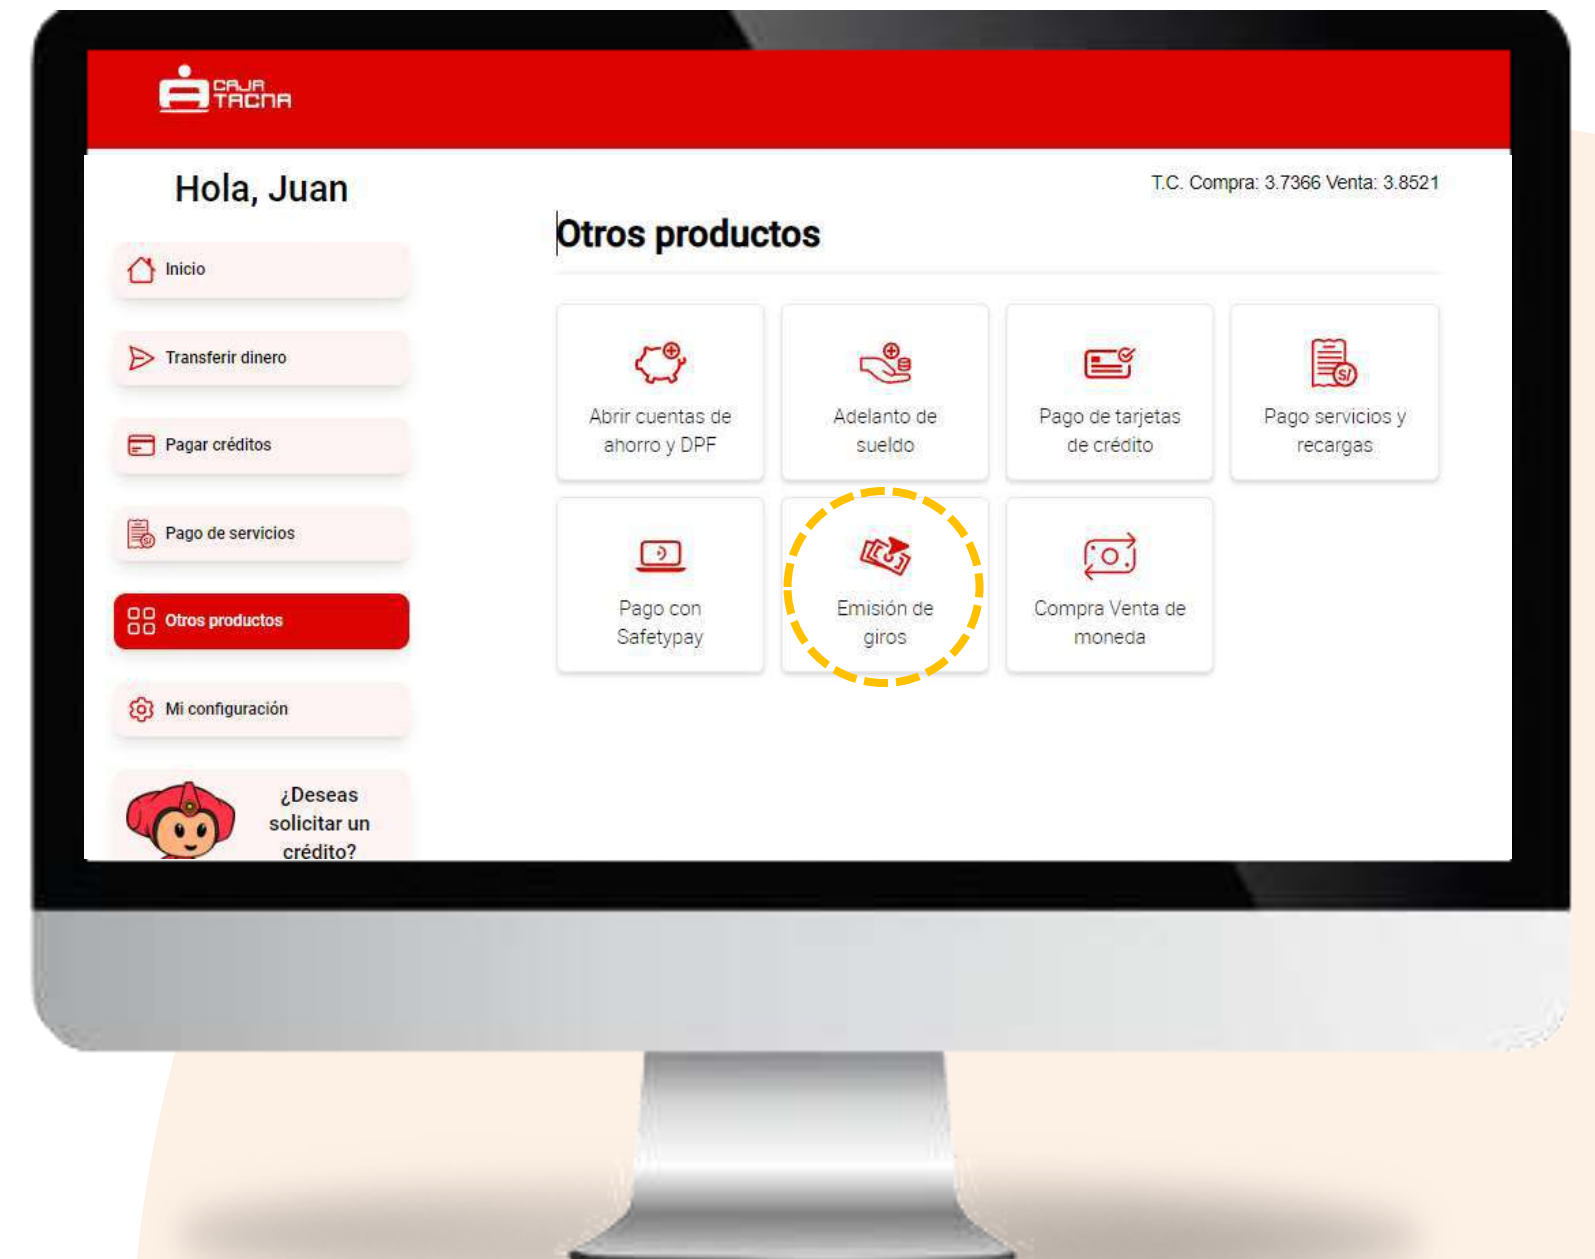 CAJA
TACNA
Hola, Juan
T.C. Compra: 3.7366 Venta: 3.8521
Otros productos
Inicio
Transferir dinero
Pagar créditos
Pago de servicios
Otros productos
Mi configuración
¿Deseas
solicitar un
crédito?
Abrir cuentas de
ahorro y DPF
Adelanto de
sueldo
Pago de tarjetas
de crédito
S/
Pago servicios y
recargas
Pago con
Safetypay
Emisión de
giros
Compra Venta de
moneda